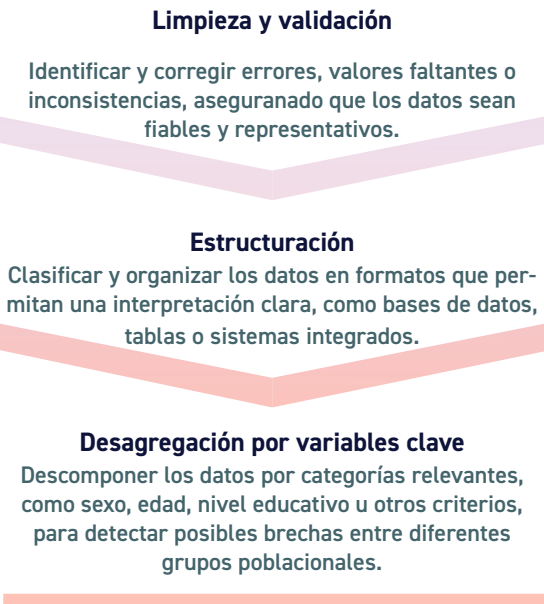 Limpieza y validación
Identificar y corregir errores, valores faltantes o
inconsistencias, aseguranado que los datos sean
fiables y representativos.
Estructuración
Clasificar y organizar los datos en formatos que per-
mitan una interpretación clara, como bases de datos,
tablas o sistemas integrados.
Desagregación por variables clave
Descomponer los datos por categorías relevantes,
como sexo, edad, nivel educativo u otros criterios,
para detectar posibles brechas entre diferentes
grupos poblacionales.